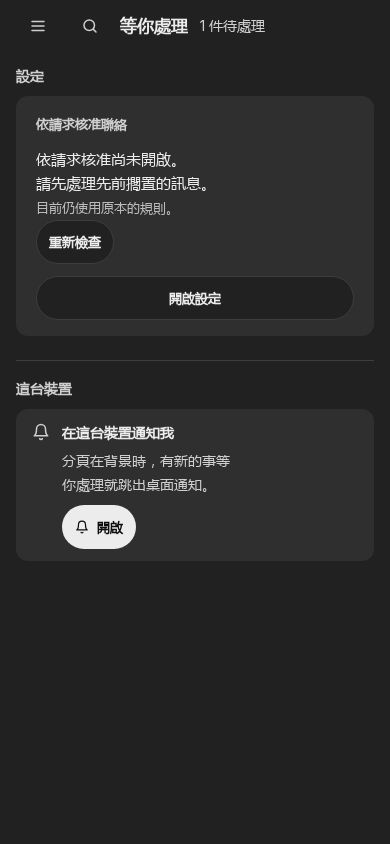 等你處理 1 件待處理
設定
依請求核准聯絡
依請求核准尚未開啟。
請先處理先前擱置的訊息。
目前仍使用原本的規則。
重新檢查
開啟設定
這台裝置
在這台裝置通知我
分頁在背景時，有新的事等
你處理就跳出桌面通知。
開啟